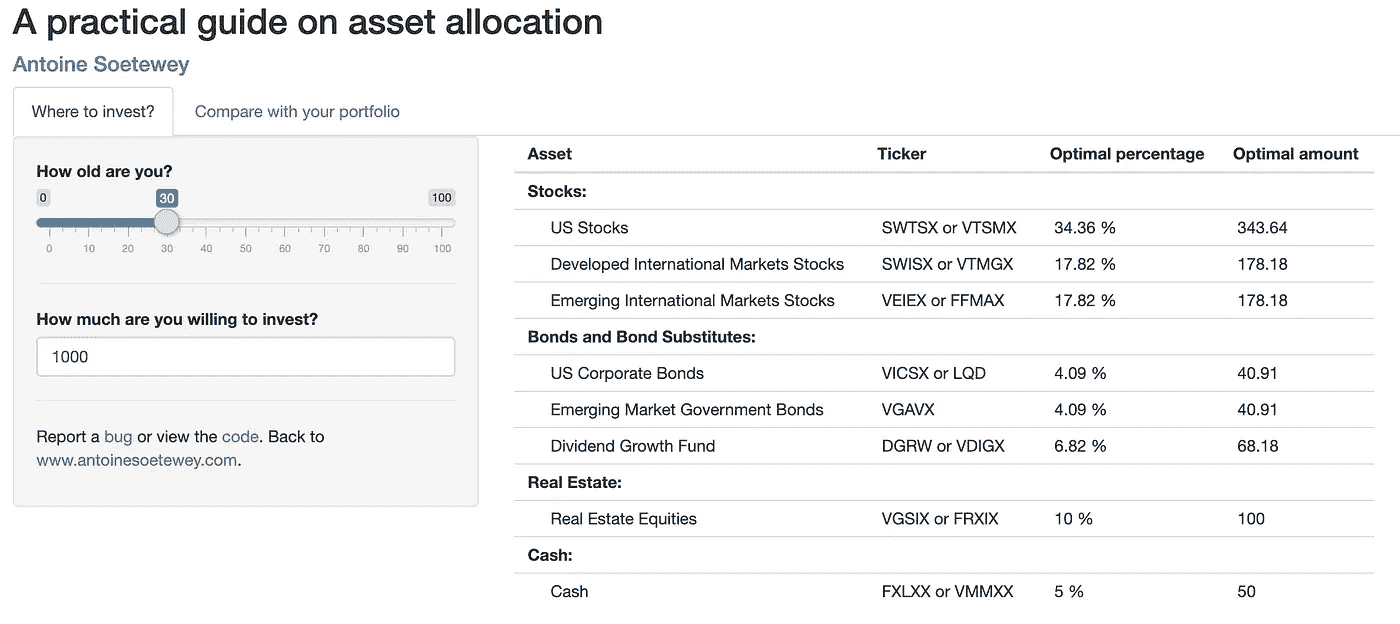 A practical guide on asset allocation
Antoine Soetewey
Where to invest? Compare with your portfolio
How old are you?
0 30 100
0 10 20 30 40 50 60 70 80 90 100
How much are you willing to invest?
1000
Report a bug or view the code. Back to
www.antoinesoetewey.com.
Asset Ticker Optimal percentage Optimal amount
Stocks:
US Stocks SWTSX or VTSMX 34.36 % 343.64
Developed International Markets Stocks SWISX or VTMGX 17.82 % 178.18
Emerging International Markets Stocks VEIEX or FFMAX 17.82 % 178.18
Bonds and Bond Substitutes:
US Corporate Bonds VICSX or LQD 4.09 % 40.91
Emerging Market Government Bonds VGAVX 4.09 % 40.91
Dividend Growth Fund DGRW or VDIGX 6.82 % 68.18
Real Estate:
Real Estate Equities VGSIX or FRXIX 10 % 100
Cash:
Cash FXLXX or VMMXX 5 % 50